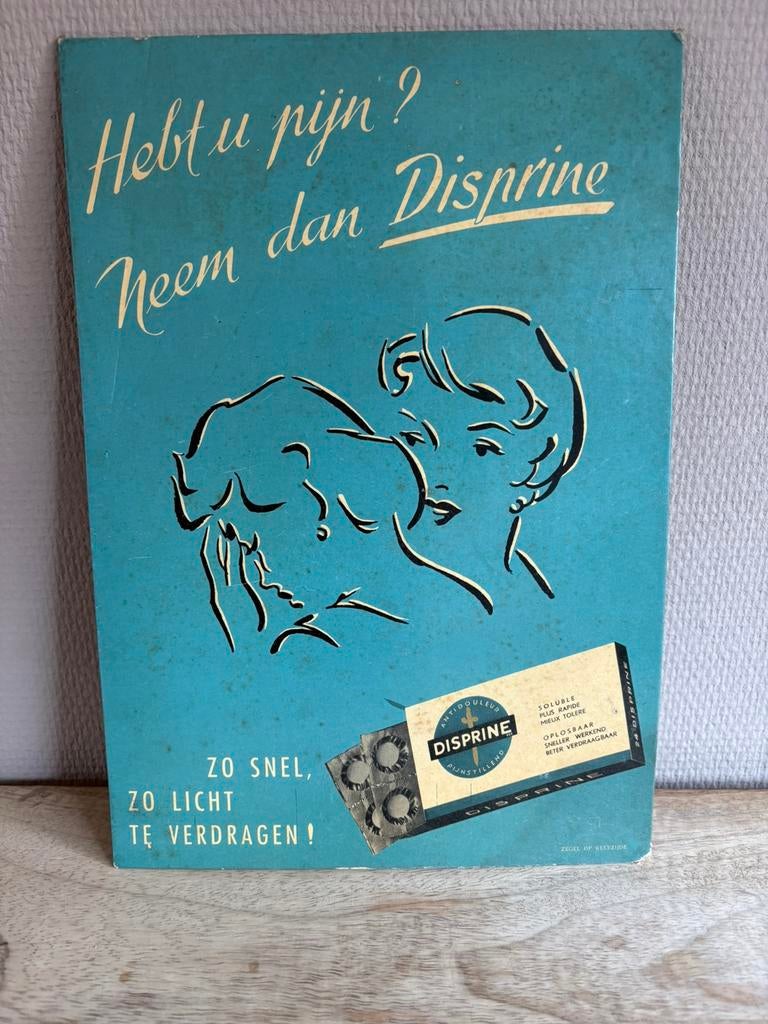 Hebt u pijn ?
Neem dan Disprine
ANTIDOULEUR
DISPRINE
PIJNSTILLEND
SOLUBLE
PLUS RAPIDE
MIEUX TOLERE
OPLOSBAAR
SNELLER WERKEND
BETER VERDRAAGBAAR
24 DISPRINE
DISPRINE
ZO SNEL,
ZO LICHT
TE VERDRAGEN !
ZEGEL OP KEERZIJDE